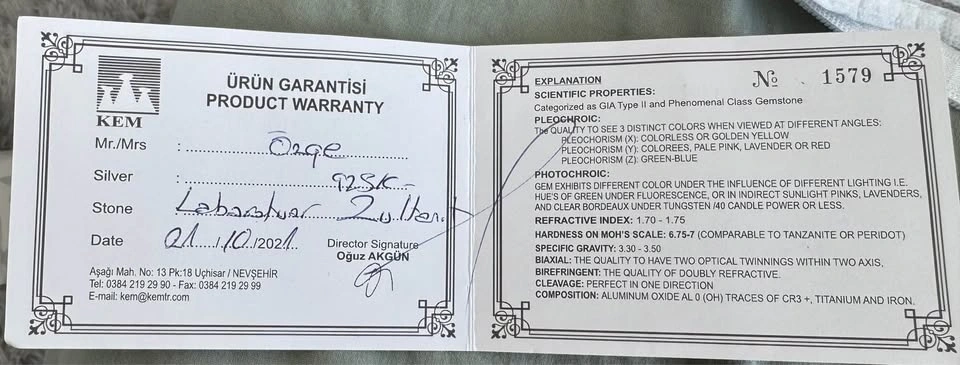 KEM
ÜRÜN GARANTİSİ
PRODUCT WARRANTY
Mr./Mrs : Özge
Silver : 925K
Stone Labaratuar Zultanit
Date 01/10/2021
Director Signature
Oğuz AKGÜN
Aşağı Mah. No: 13 Pk:18 Uçhisar / NEVŞEHİR
Tel: 0384 219 29 90 - Fax: 0384 219 29 99
E-mail: kem@kemtr.com
№ 1579
EXPLANATION
SCIENTIFIC PROPERTIES:
Categorized as GIA Type II and Phenomenal Class Gemstone
PLEOCHROIC:
The QUALITY TO SEE 3 DISTINCT COLORS WHEN VIEWED AT DIFFERENT ANGLES:
PLEOCHORISM (X): COLORLESS OR GOLDEN YELLOW
PLEOCHORISM (Y): COLOREES, PALE PINK, LAVENDER OR RED
PLEOCHORISM (Z): GREEN-BLUE
PHOTOCHROIC:
GEM EXHIBITS DIFFERENT COLOR UNDER THE INFLUENCE OF DIFFERENT LIGHTING I.E.
HUE'S OF GREEN UNDER FLUORESCENCE, OR IN INDIRECT SUNLIGHT PINKS, LAVENDERS,
AND CLEAR BORDEAUX UNDER TUNGSTEN /40 CANDLE POWER OR LESS.
REFRACTIVE INDEX: 1.70 - 1.75
HARDNESS ON MOH'S SCALE: 6.75-7 (COMPARABLE TO TANZANITE OR PERIDOT)
SPECIFIC GRAVITY: 3.30 - 3.50
BIAXIAL: THE QUALITY TO HAVE TWO OPTICAL TWINNINGS WITHIN TWO AXIS.
BIREFRINGENT: THE QUALITY OF DOUBLY REFRACTIVE.
CLEAVAGE: PERFECT IN ONE DIRECTION
COMPOSITION: ALUMINUM OXIDE AL 0 (OH) TRACES OF CR3 +, TITANIUM AND IRON.